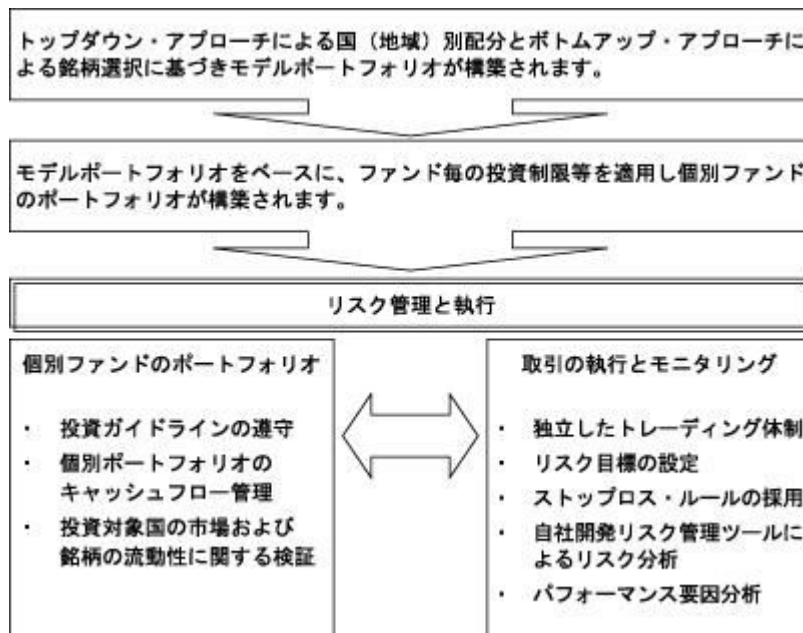 トップダウン・アプローチによる国（地域）別配分とボトムアップ・アプローチに
よる銘柄選択に基づきモデルポートフォリオが構築されます。
モデルポートフォリオをベースに、ファンド毎の投資制限等を適用し個別ファンド
のポートフォリオが構築されます。
リスク管理と執行
個別ファンドのポートフォリオ
・ 投資ガイドラインの遵守
・ 個別ポートフォリオの
キャッシュフロー管理
・ 投資対象国の市場および
銘柄の流動性に関する検証
取引の執行とモニタリング
・ 独立したトレーディング体制
・ リスク目標の設定
・ ストップロス・ルールの採用
・ 自社開発リスク管理ツールに
よるリスク分析
・ パフォーマンス要因分析